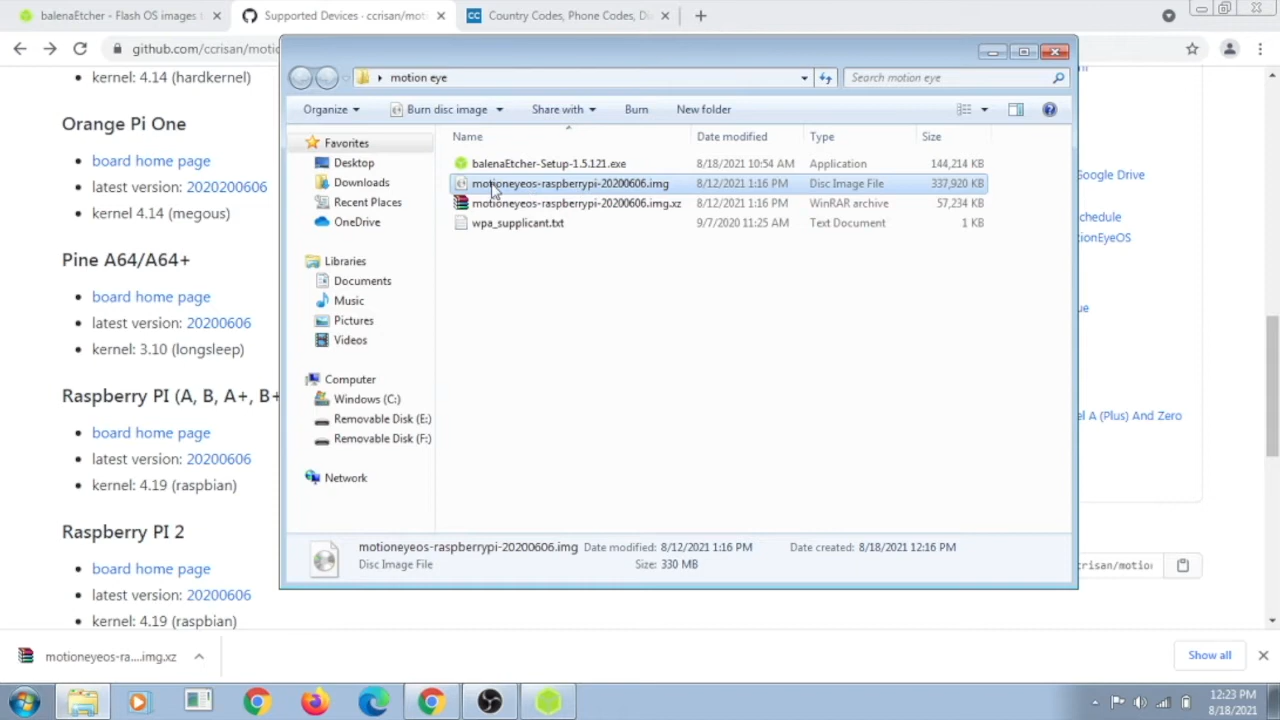 balenaEtcher - Flash OS images t
Supported Devices · ccrisan/mot
Country Codes, Phone Codes, Di
github.com/ccrisan/motio
kernel: 4.14 (hardkernel)
Orange Pi One
board home page
latest version: 2020200606
kernel 4.14 (megous)
Pine A64/A64+
board home page
latest version: 20200606
kernel: 3.10 (longsleep)
Raspberry PI (A, B, A+, B+
board home page
latest version: 20200606
kernel: 4.19 (raspbian)
Raspberry PI 2
board home page
latest version: 20200606
kernel: 4.19 (raspbian)
motion eye
Search motion eye
Organize
Burn disc image
Share with
Burn
New folder
Favorites
Desktop
Downloads
Recent Places
OneDrive
Libraries
Documents
Music
Pictures
Videos
Computer
Windows (C:)
Removable Disk (E:)
Removable Disk (F:)
Network
Name Date modified Type Size
balenaEtcher-Setup-1.5.121.exe 8/18/2021 10:54 AM Application 144,214 KB
motioneyeos-raspberrypi-20200606.img 8/12/2021 1:16 PM Disc Image File 337,920 KB
motioneyeos-raspberrypi-20200606.img.xz 8/12/2021 1:16 PM WinRAR archive 57,234 KB
wpa_supplicant.txt 9/7/2020 11:25 AM Text Document 1 KB
motioneyeos-raspberrypi-20200606.img Date modified: 8/12/2021 1:16 PM Date created: 8/18/2021 12:16 PM
Disc Image File Size: 330 MB
Google Drive
chedule
ionEyeOS
ue
el A (Plus) And Zero
crisan/motio
motioneyeos-ra....img.xz
Show all
12:23 PM
8/18/2021